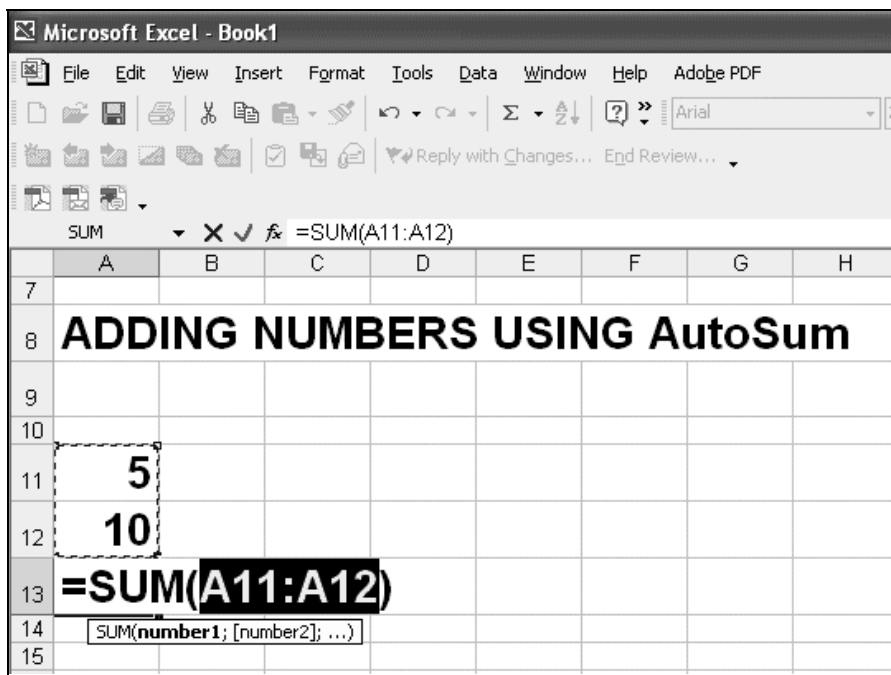 Microsoft Excel - Book1
File Edit View Insert Format Tools Data Window Help Adobe PDF
Σ Arial
Reply with Changes... End Review...
SUM fx =SUM(A11:A12)
A B C D E F G H
7
8 ADDING NUMBERS USING AutoSum
9
10
11 5
12 10
13 =SUM(A11:A12)
14 SUM(number1; [number2]; ...)
15